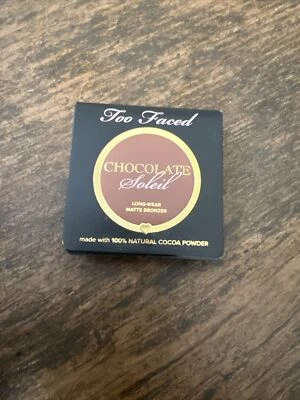 Too Faced
CHOCOLATE
Soleil
LONG-WEAR
MATTE BRONZER
made with 100% NATURAL COCOA POWDER